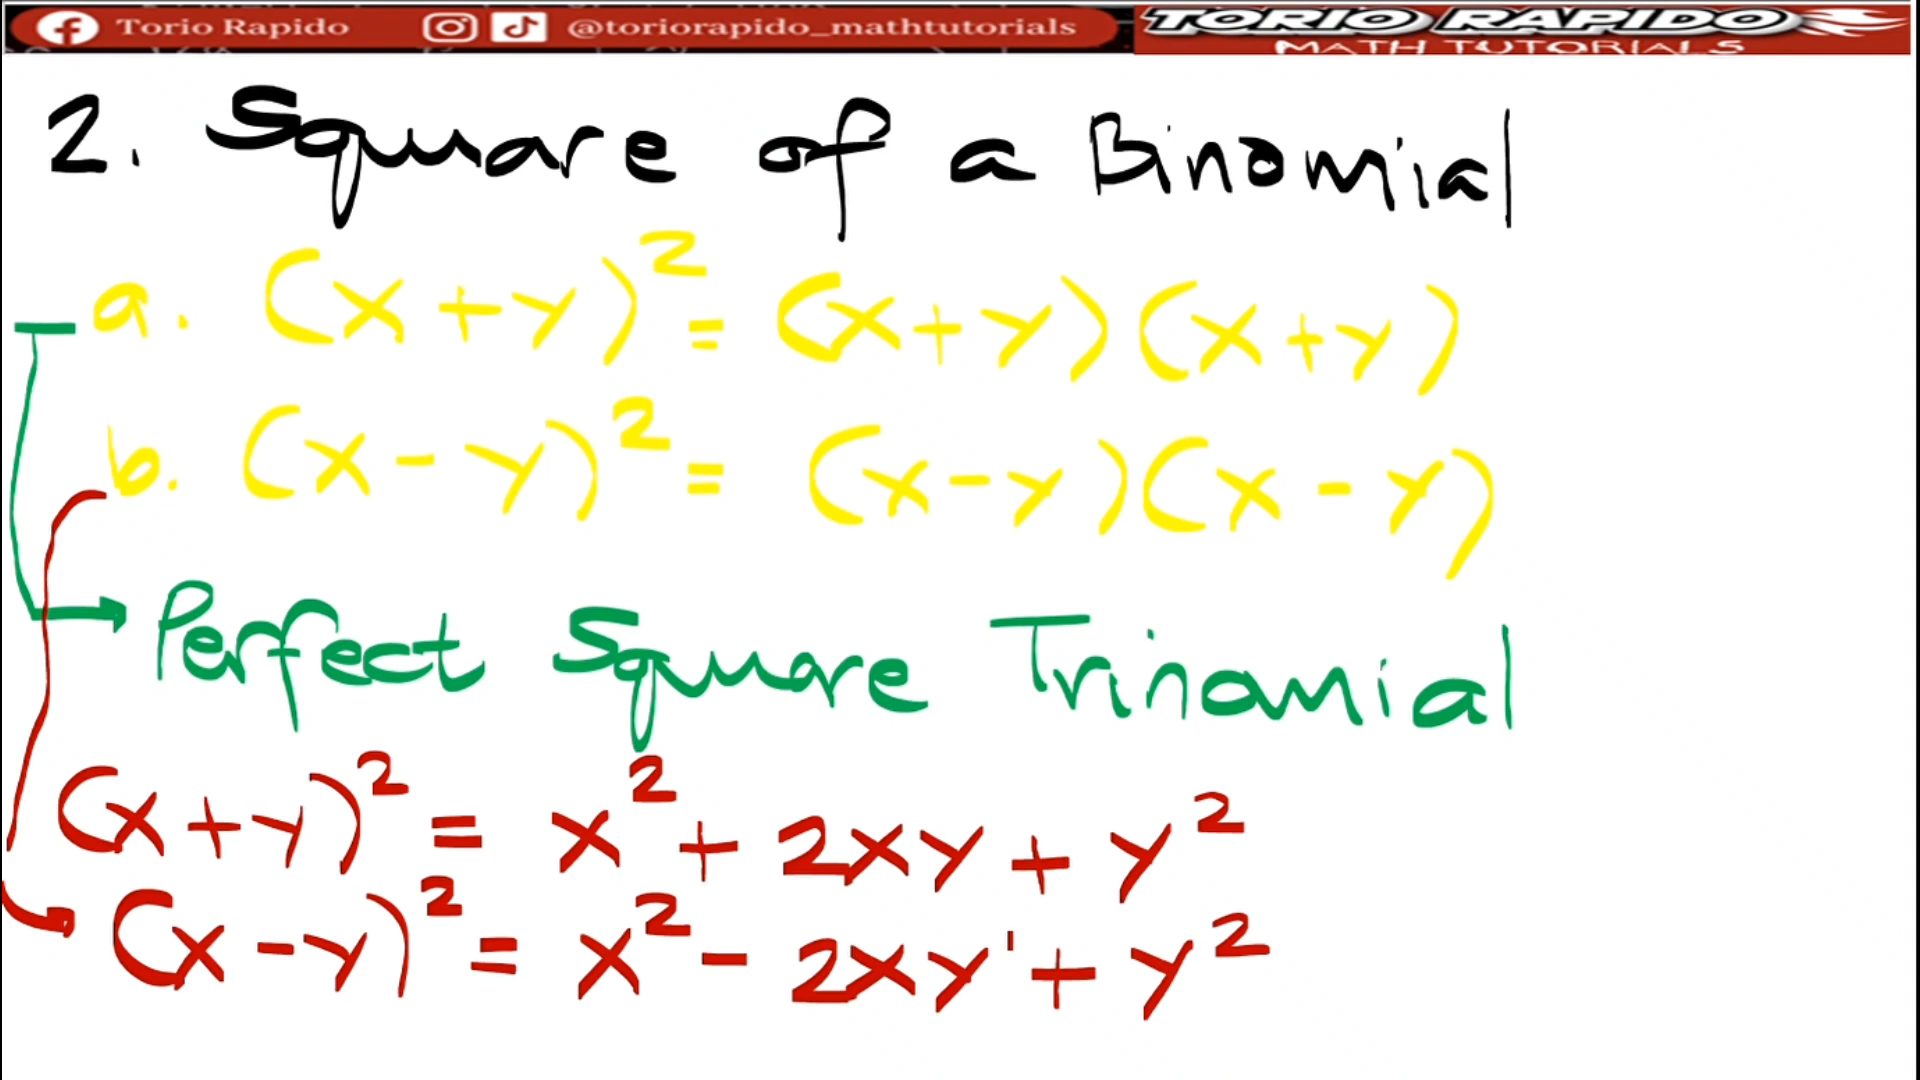 Torio Rapido @toriorapido_mathtutorials TORIO RAPIDO
MATH TUTORIALS
2. Square of a Binomial
a. (x+y)² = (x+y)(x+y)
b. (x-y)² = (x-y)(x-y)
Perfect Square Trinomial
(x+y)² = x² + 2xy + y²
(x-y)² = x² - 2xy + y²